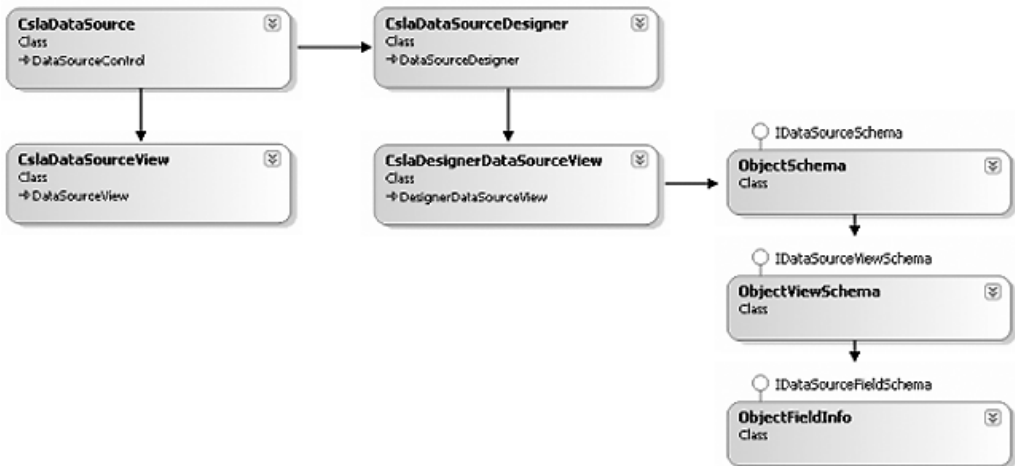 CslaDataSource
Class
DataSourceControl
CslaDataSourceDesigner
Class
DataSourceDesigner
CslaDataSourceView
Class
DataSourceView
CslaDesignerDataSourceView
Class
DesignerDataSourceView
IDataSourceSchema
ObjectSchema
Class
IDataSourceViewSchema
ObjectViewSchema
Class
IDataSourceFieldSchema
ObjectFieldInfo
Class